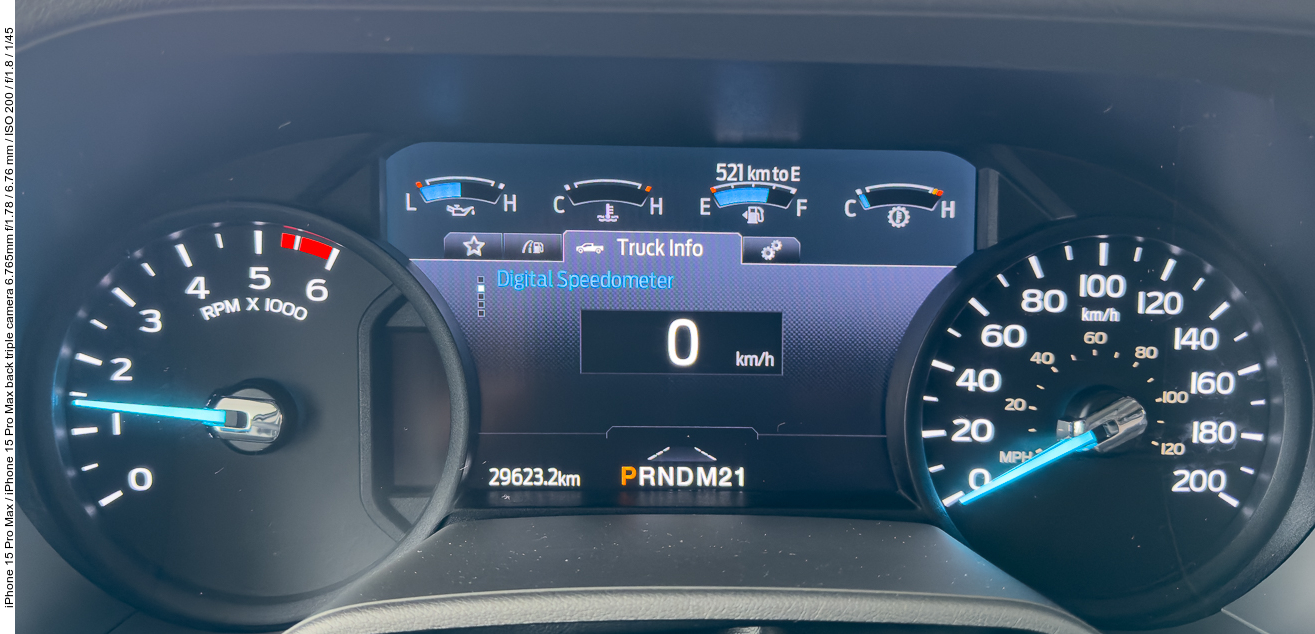 iPhone 15 Pro Max / iPhone 15 Pro Max back triple camera 6.765mm f/1.78 / 6.76 mm / ISO 200 / f/1.8 / 1/45
521 km to E
L H C H E F C H
Truck Info
Digital Speedometer
0 km/h
29623.2km PRNDM21
0 1 2 3 4 5 6
RPM X 1000
0 20 40 60 80 100 120 140 160 180 200
km/h
20 40 60 80 100 120
MPH